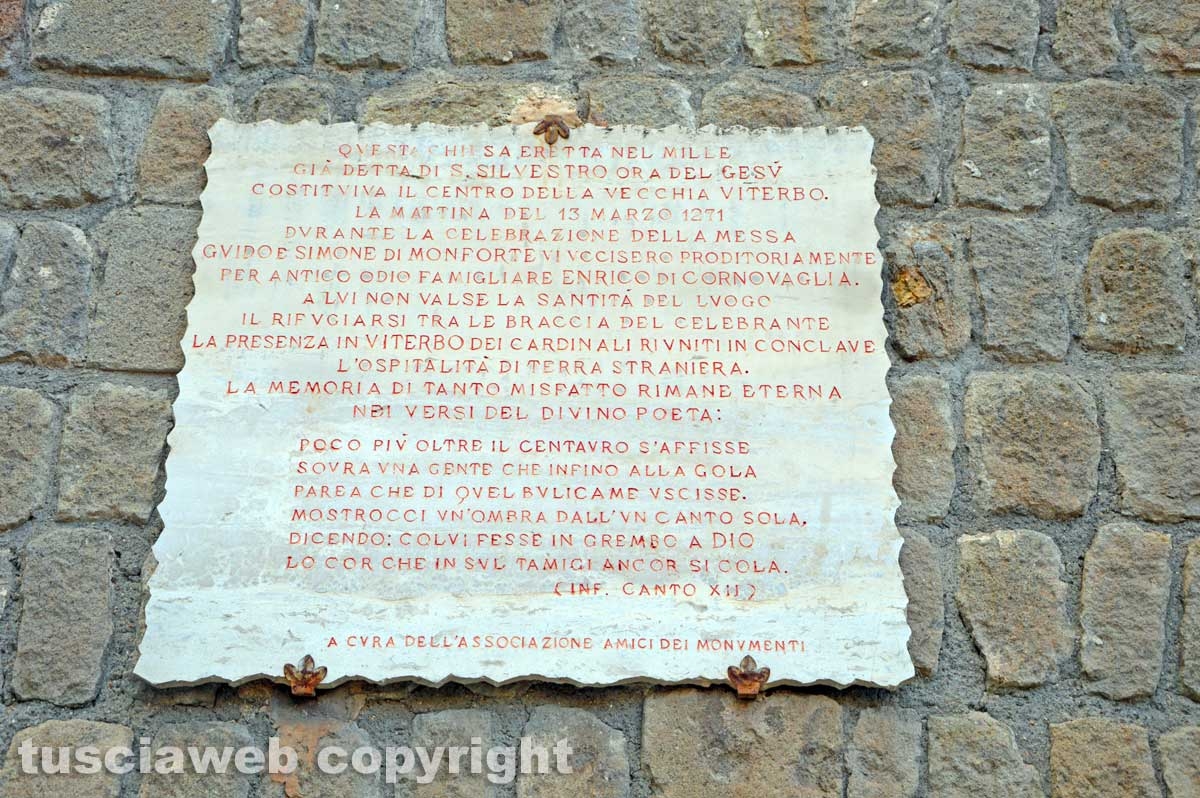 QVESTA CHIESA ERETTA NEL MILLE
GIÀ DETTA DI S. SILVESTRO ORA DEL GESÙ
COSTITVIVA IL CENTRO DELLA VECCHIA VITERBO.
LA MATTINA DEL 13 MARZO 1271
DVRANTE LA CELEBRAZIONE DELLA MESSA
GVIDO E SIMONE DI MONFORTE VI VCCISERO PRODITORIAMENTE
PER ANTICO ODIO FAMIGLIARE ENRICO DI CORNOVAGLIA.
A LVI NON VALSE LA SANTITÀ DEL LVOGO
IL RIFVGIARSI TRA LE BRACCIA DEL CELEBRANTE
LA PRESENZA IN VITERBO DEI CARDINALI RIVNITI IN CONCLAVE
L'OSPITALITÀ DI TERRA STRANIERA.
LA MEMORIA DI TANTO MISFATTO RIMANE ETERNA
NEI VERSI DEL DIVINO POETA:
POCO PIV OLTRE IL CENTAVRO S'AFFISSE
SOVRA VNA GENTE CHE INFINO ALLA GOLA
PAREA CHE DI QVEL BVLICAME VSCISSE.
MOSTROCCI VN'OMBRA DALL'VN CANTO SOLA,
DICENDO: COLVI FESSE IN GREMBO A DIO
LO COR CHE IN SVL TAMIGI ANCOR SI COLA.
(INF. CANTO XII)
A CVRA DELL'ASSOCIAZIONE AMICI DEI MONVMENTI
tusciaweb copyright